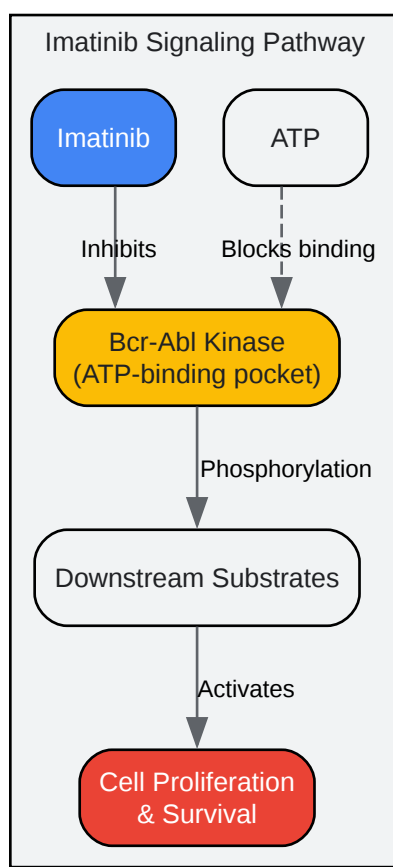 Imatinib Signaling Pathway
Imatinib
ATP
Inhibits
Blocks binding
Bcr-Abl Kinase
(ATP-binding pocket)
Phosphorylation
Downstream Substrates
Activates
Cell Proliferation
& Survival